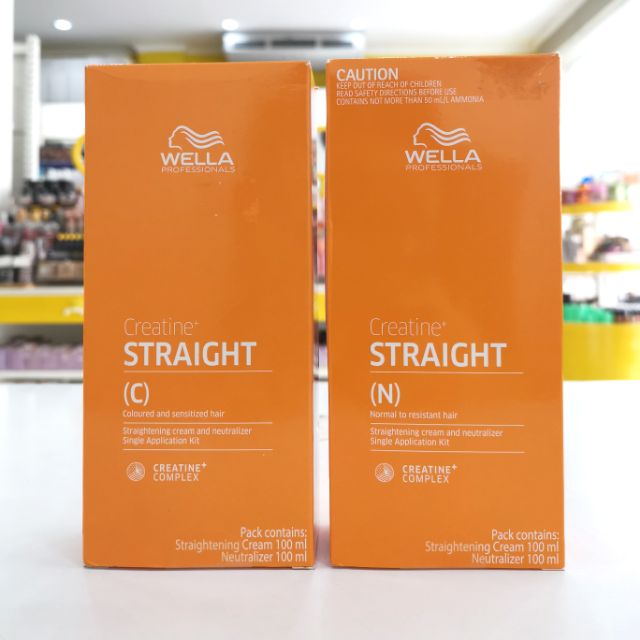 WELLA
PROFESSIONALS
Creatine+
STRAIGHT
(C)
Coloured and sensitized hair
Straightening cream and neutralizer
Single Application Kit
CREATINE+
COMPLEX
Pack contains:
Straightening Cream 100 ml
Neutralizer 100 ml
CAUTION
KEEP OUT OF REACH OF CHILDREN
READ SAFETY DIRECTIONS BEFORE USE
CONTAINS NOT MORE THAN 50 mL/L AMMONIA
WELLA
PROFESSIONALS
Creatine+
STRAIGHT
(N)
Normal to resistant hair
Straightening cream and neutralizer
Single Application Kit
CREATINE+
COMPLEX
Pack contains:
Straightening Cream 100 ml
Neutralizer 100 ml